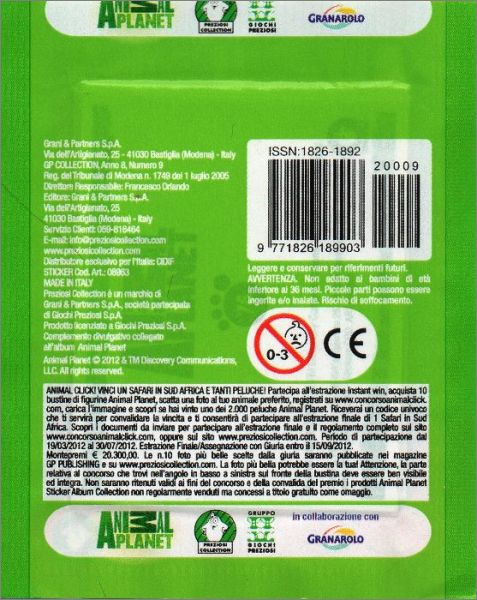 ANIMAL PLANET
PREZIOSI COLLECTION
GIOCHI PREZIOSI
GRANAROLO
Grani & Partners S.p.A.
Via dell'Artigianato, 25 - 41030 Bastiglia (Modena) - Italy
GP COLLECTION, Anno 8, Numero 9
Reg. del Tribunale di Modena n. 1749 del 1 luglio 2005
Direttore Responsabile: Francesco Orlando
Editore: Grani & Partners S.p.A.
Via dell'Artigianato, 25
41030 Bastiglia (Modena) - Italy
Servizio Clienti: 059-818464
E-mail: info@preziosicollection.com
www.preziosicollection.com
Distributore esclusivo per l'Italia: CIDIF
STICKER Cod. Art.: 08863
MADE IN ITALY
Preziosi Collection è un marchio di
Grani & Partners S.p.A., società partecipata
di Giochi Preziosi S.p.A.
Prodotto licenziato a Giochi Preziosi S.p.A.
Complemento divulgativo collegato
all'album Animal Planet
Animal Planet © 2012 & TM Discovery Communications,
LLC. All rights reserved.
ISSN:1826-1892
20009
9 771826 189903
Leggere e conservare per riferimenti futuri.
AVVERTENZA. Non adatto ai bambini di età
inferiore ai 36 mesi. Piccole parti possono essere
ingerite e/o inalate. Rischio di soffocamento.
0-3
CE
ANIMAL CLICK! VINCI UN SAFARI IN SUD AFRICA E TANTI PELUCHE! Partecipa all'estrazione instant win, acquista 10
bustine di figurine Animal Planet, scatta una foto al tuo animale preferito, registrati su www.concorsoanimalclick.
com, carica l'immagine e scopri se hai vinto uno dei 2.000 peluche Animal Planet. Riceverai un codice univoco
che ti servirà per convalidare la vincita e ti consentirà di partecipare all'estrazione finale di 1 Safari in Sud
Africa. Scopri i documenti da inviare per partecipare all'estrazione finale e il regolamento completo sul sito
www.concorsoanimalclick.com, oppure sul sito www.preziosicollection.com. Periodo di partecipazione dal
19/03/2012 al 30/07/2012. Estrazione Finale/Assegnazione con Giuria entro il 15/09/2012.
Montepremi € 20.300,00. Le n.10 foto più belle scelte dalla giuria saranno pubblicate nei magazine
GP PUBLISHING e su www.preziosicollection.com. La foto più bella potrebbe essere la tua! Attenzione, la parte
relativa al concorso che trovi nell'angolo in basso a sinistra sul fronte della bustina deve essere ben visibile
ed integra. Non saranno ritenuti validi ai fini del concorso e della convalida del premio i prodotti Animal Planet
Sticker Album Collection non regolarmente venduti ma concessi a titolo gratuito come omaggio.
ANIMAL PLANET
PREZIOSI COLLECTION
GRUPPO
GIOCHI PREZIOSI
in collaborazione con
GRANAROLO